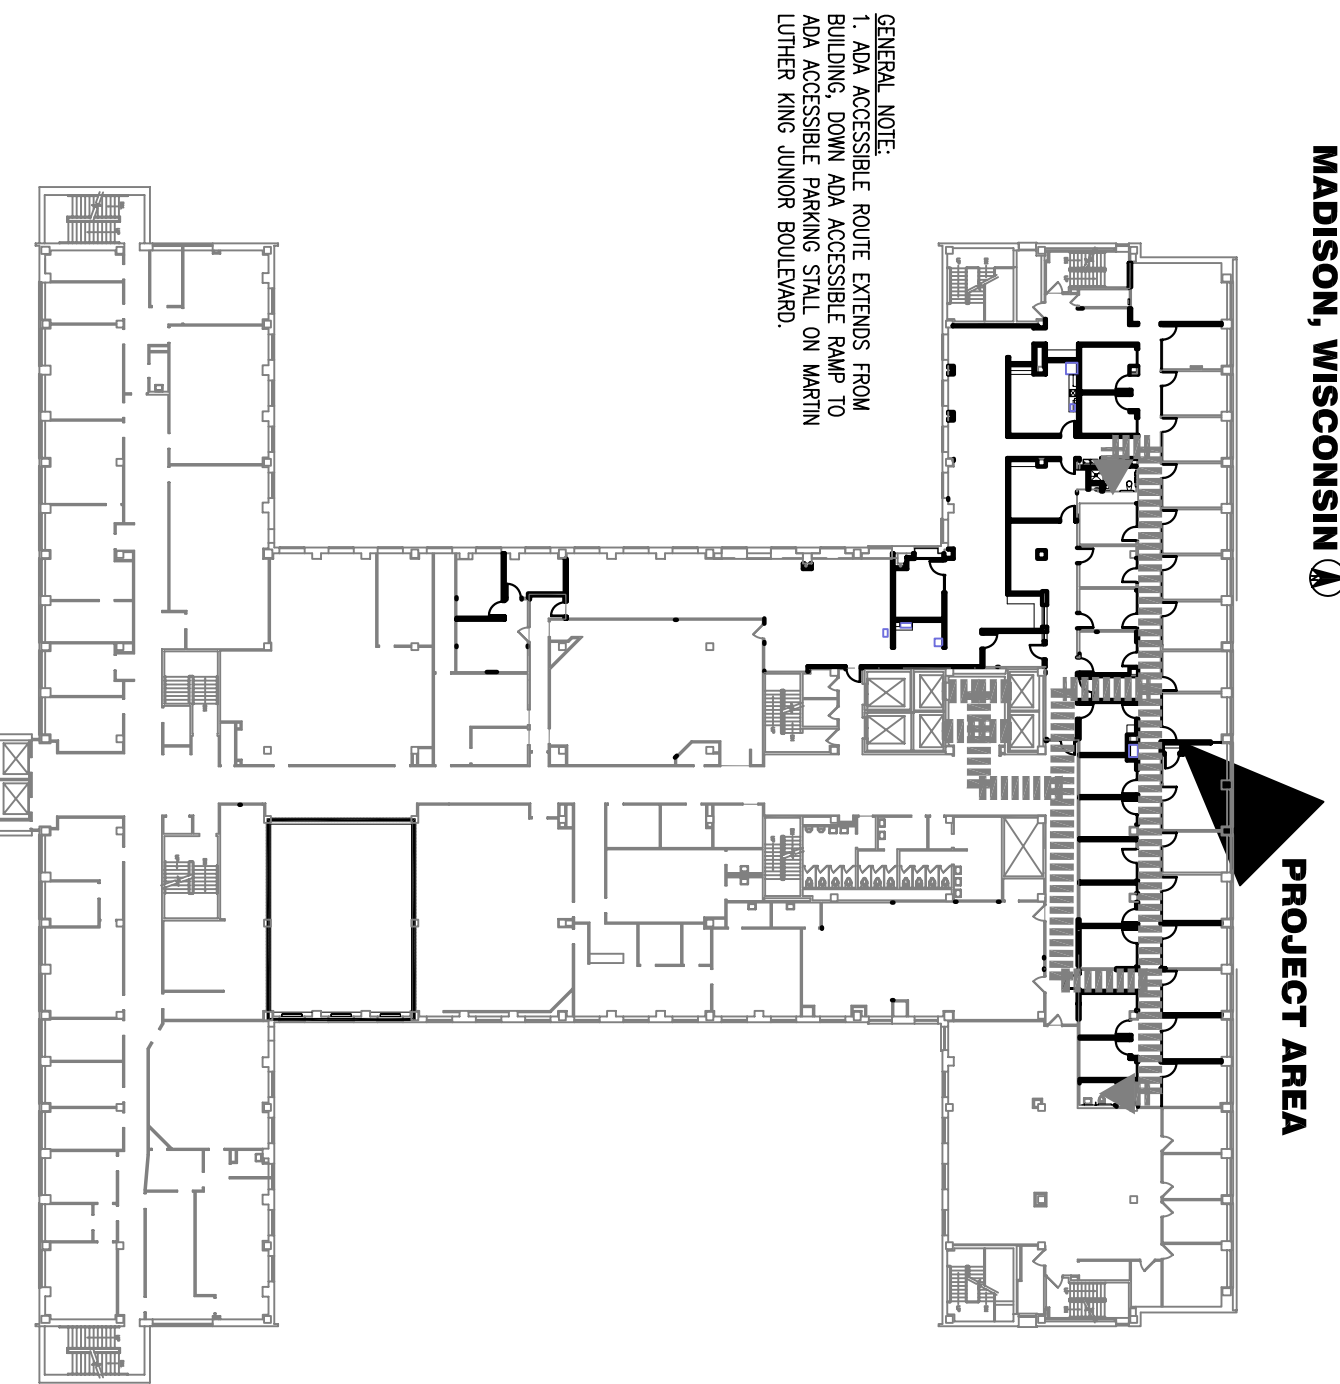 MADISON, WISCONSIN
PROJECT AREA
GENERAL NOTE:
1. ADA ACCESSIBLE ROUTE EXTENDS FROM
BUILDING, DOWN ADA ACCESSIBLE RAMP TO
ADA ACCESSIBLE PARKING STALL ON MARTIN
LUTHER KING JUNIOR BOULEVARD.